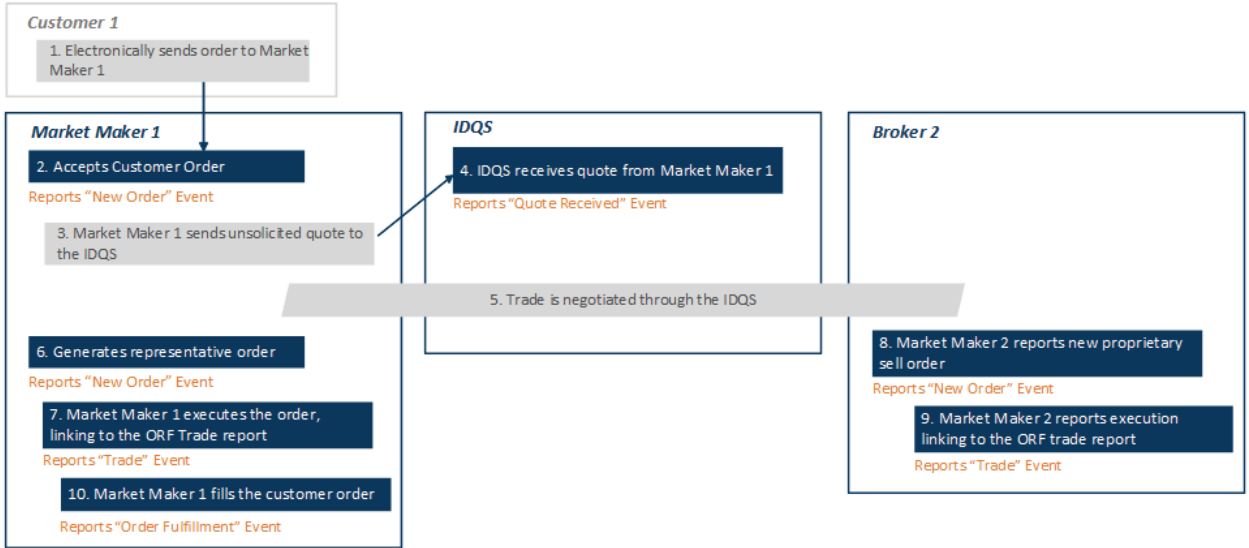 Customer 1
1. Electronically sends order to Market
Maker 1
Market Maker 1
2. Accepts Customer Order
Reports “New Order” Event
3. Market Maker 1 sends unsolicited quote to
the IDQS
IDQS
4. IDQS receives quote from Market Maker 1
Reports “Quote Received” Event
Broker 2
5. Trade is negotiated through the IDQS
6. Generates representative order
Reports “New Order” Event
7. Market Maker 1 executes the order,
linking to the ORF Trade report
Reports “Trade” Event
8. Market Maker 2 reports new proprietary
sell order
Reports “New Order” Event
9. Market Maker 2 reports execution
linking to the ORF trade report
Reports “Trade” Event
10. Market Maker 1 fills the customer order
Reports “Order Fulfillment” Event